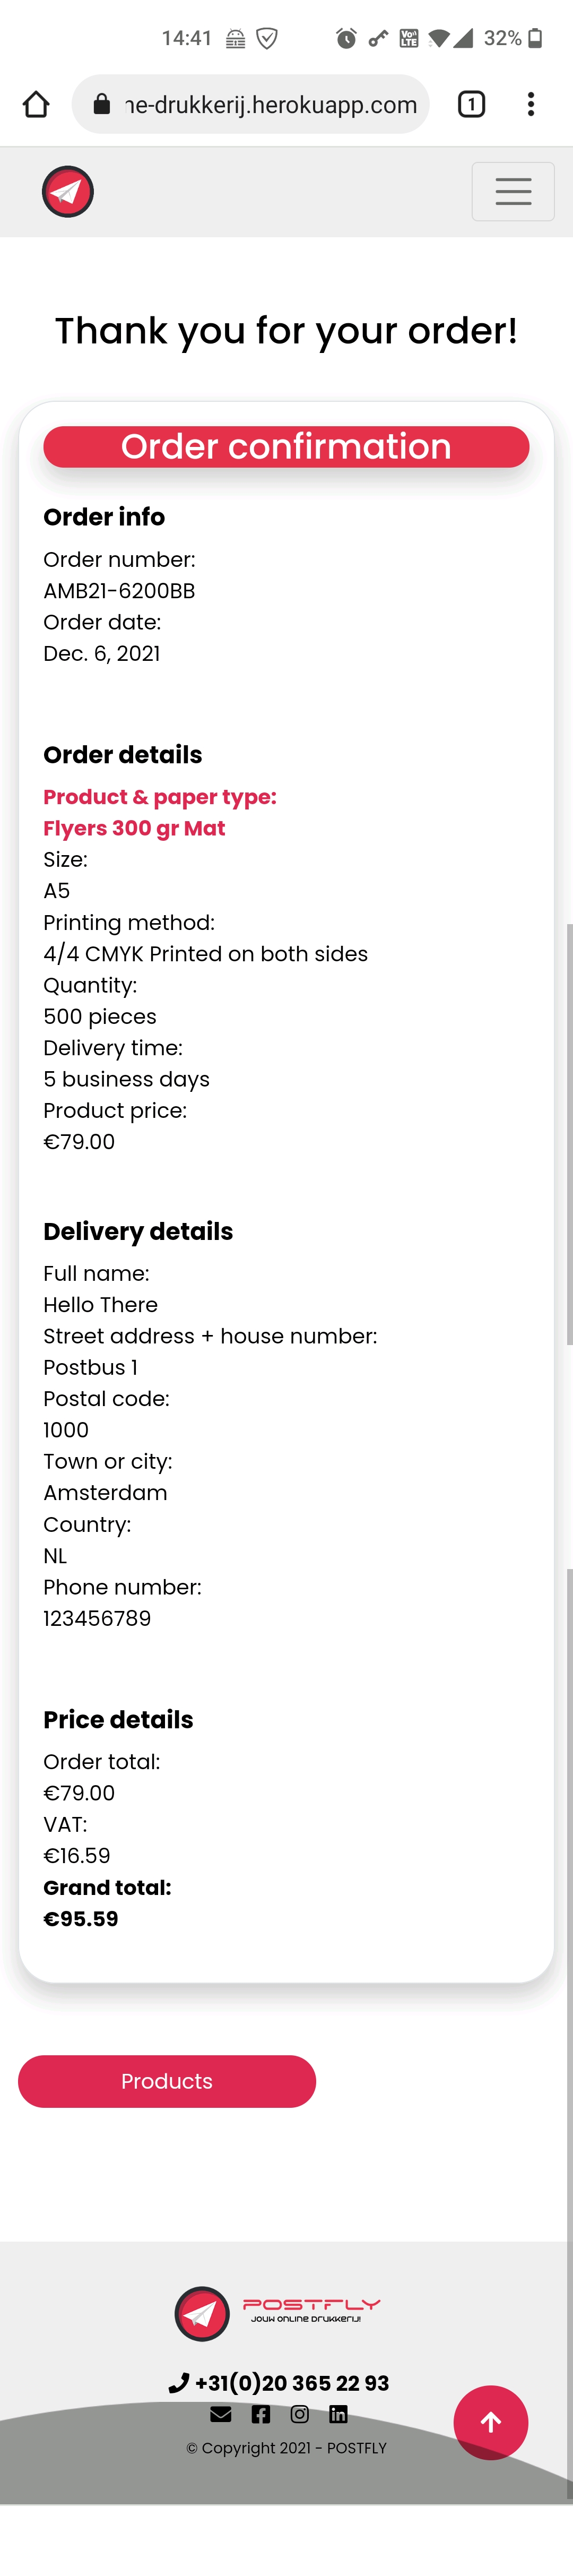 14:41
VoII LTE
32%
ne-drukkerij.herokuapp.com
1
Thank you for your order!
Order confirmation
Order info
Order number:
AMB21-6200BB
Order date:
Dec. 6, 2021
Order details
Product & paper type:
Flyers 300 gr Mat
Size:
A5
Printing method:
4/4 CMYK Printed on both sides
Quantity:
500 pieces
Delivery time:
5 business days
Product price:
€79.00
Delivery details
Full name:
Hello There
Street address + house number:
Postbus 1
Postal code:
1000
Town or city:
Amsterdam
Country:
NL
Phone number:
123456789
Price details
Order total:
€79.00
VAT:
€16.59
Grand total:
€95.59
Products
POSTFLY
JOUW ONLINE DRUKKERIJ!
+31(0)20 365 22 93
© Copyright 2021 - POSTFLY